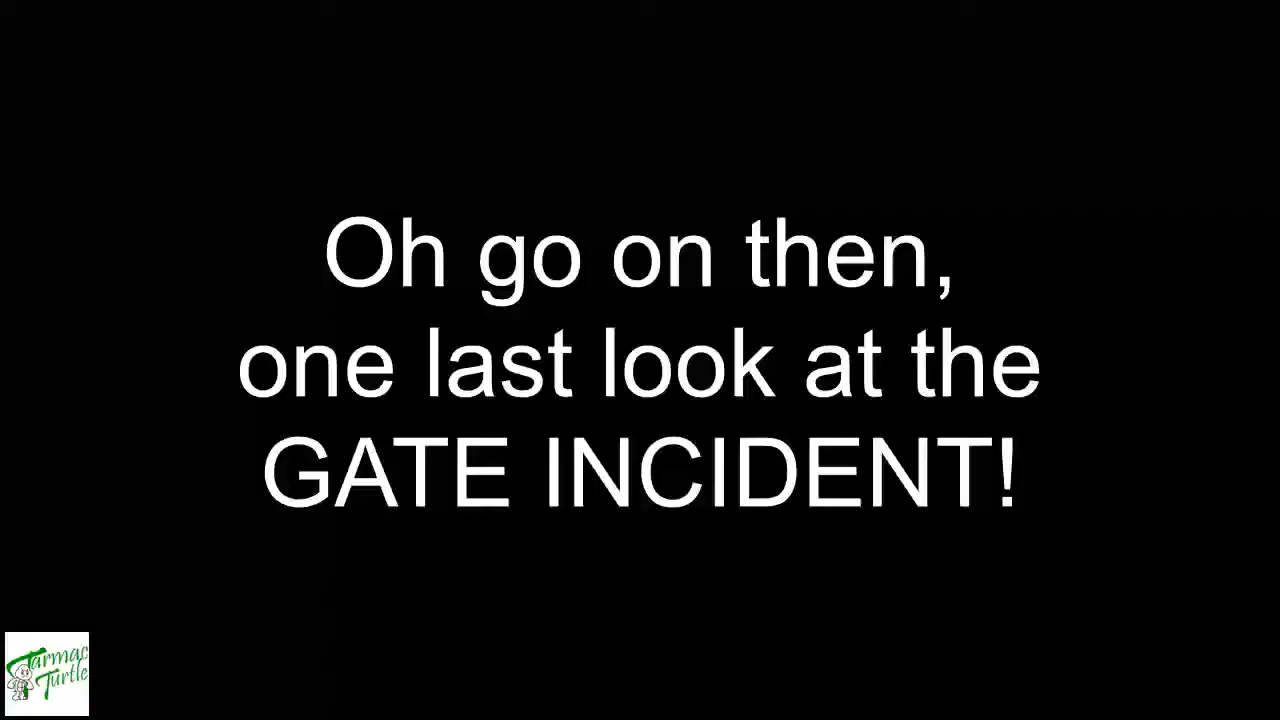 Oh go on then,
one last look at the
GATE INCIDENT!
Tarmac
Turtle